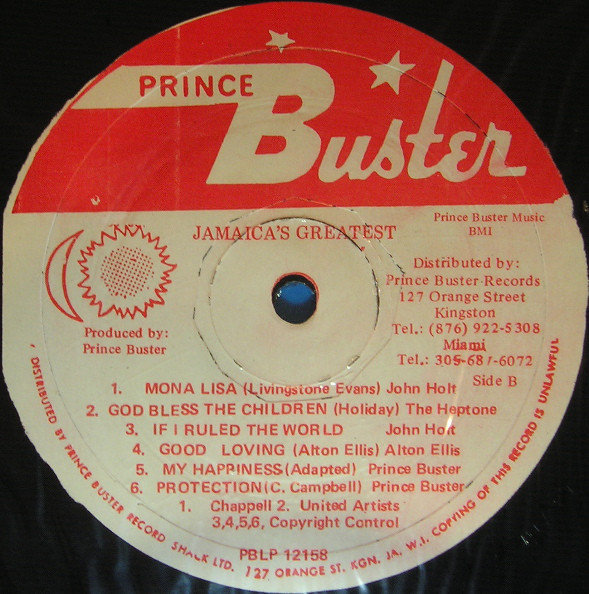 PRINCE
Buster
JAMAICA'S GREATEST
Prince Buster Music
BMI
Distributed by:
Prince Buster-Records
127 Orange Street
Kingston
Tel.: (876) 922-5308
Miami
Tel.: 305-687-6072
Side B
Produced by:
Prince Buster
1. MONA LISA (Livingstone Evans) John Holt
2. GOD BLESS THE CHILDREN (Holiday) The Heptone
3. IF I RULED THE WORLD John Holt
4. GOOD LOVING (Alton Ellis) Alton Ellis
5. MY HAPPINESS (Adapted) Prince Buster
6. PROTECTION (C. Campbell) Prince Buster
1. Chappell 2. United Artists
3,4,5,6, Copyright Control
PBLP 12158
DISTRIBUTED BY PRINCE BUSTER RECORD SHACK LTD. 127 ORANGE ST. KGN. JA. W.I. COPYING OF THIS RECORD IS UNLAWFUL